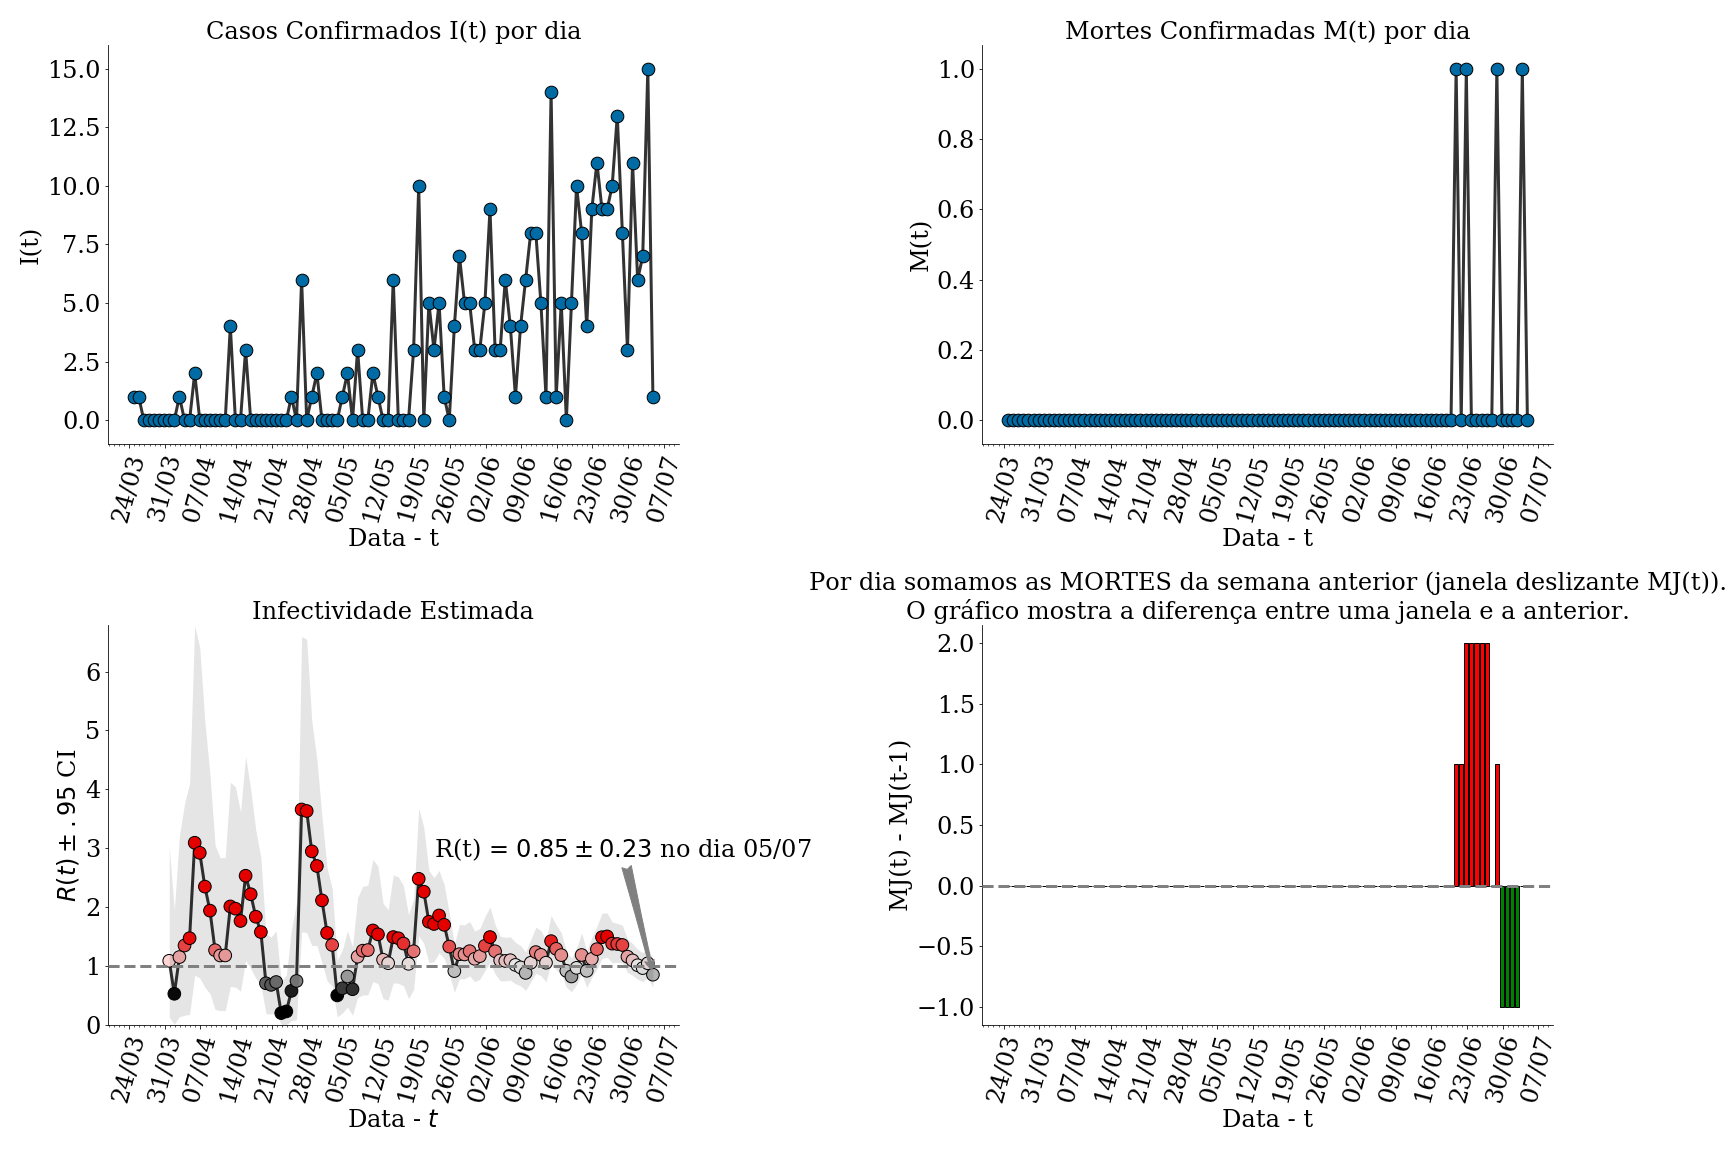 Casos Confirmados I(t) por dia
I(t)
15.0
12.5
10.0
7.5
5.0
2.5
0.0
24/03 31/03 07/04 14/04 21/04 28/04 05/05 12/05 19/05 26/05 02/06 09/06 16/06 23/06 30/06 07/07
Data - t
Mortes Confirmadas M(t) por dia
M(t)
1.0
0.8
0.6
0.4
0.2
0.0
24/03 31/03 07/04 14/04 21/04 28/04 05/05 12/05 19/05 26/05 02/06 09/06 16/06 23/06 30/06 07/07
Data - t
Infectividade Estimada
R(t) ± .95 CI
6
5
4
3
2
1
0
R(t) = 0.85 ± 0.23 no dia 05/07
24/03 31/03 07/04 14/04 21/04 28/04 05/05 12/05 19/05 26/05 02/06 09/06 16/06 23/06 30/06 07/07
Data - t
Por dia somamos as MORTES da semana anterior (janela deslizante MJ(t)).
O gráfico mostra a diferença entre uma janela e a anterior.
MJ(t) - MJ(t-1)
2.0
1.5
1.0
0.5
0.0
−0.5
−1.0
24/03 31/03 07/04 14/04 21/04 28/04 05/05 12/05 19/05 26/05 02/06 09/06 16/06 23/06 30/06 07/07
Data - t